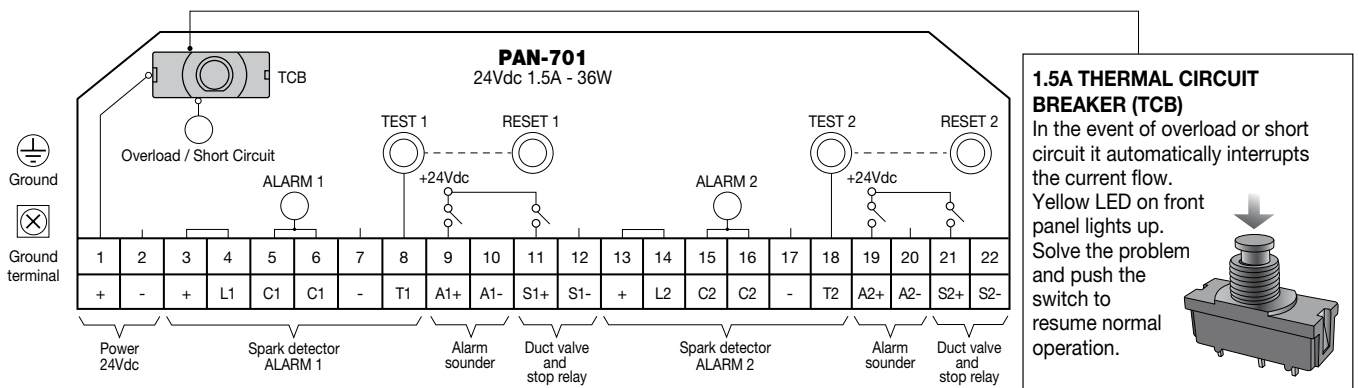 PAN-701
24Vdc 1.5A - 36W
TCB
Overload / Short Circuit
TEST 1
RESET 1
TEST 2
RESET 2
ALARM 1
+24Vdc
ALARM 2
+24Vdc
Ground
Ground
terminal
1 2 3 4 5 6 7 8 9 10 11 12 13 14 15 16 17 18 19 20 21 22
+ - + L1 C1 C1 - T1 A1+ A1- S1+ S1- + L2 C2 C2 - T2 A2+ A2- S2+ S2-
Power
24Vdc
Spark detector
ALARM 1
Alarm
sounder
Duct valve
and
stop relay
Spark detector
ALARM 2
Alarm
sounder
Duct valve
and
stop relay
1.5A THERMAL CIRCUIT
BREAKER (TCB)
In the event of overload or short
circuit it automatically interrupts
the current flow.
Yellow LED on front
panel lights up.
Solve the problem
and push the
switch to
resume normal
operation.